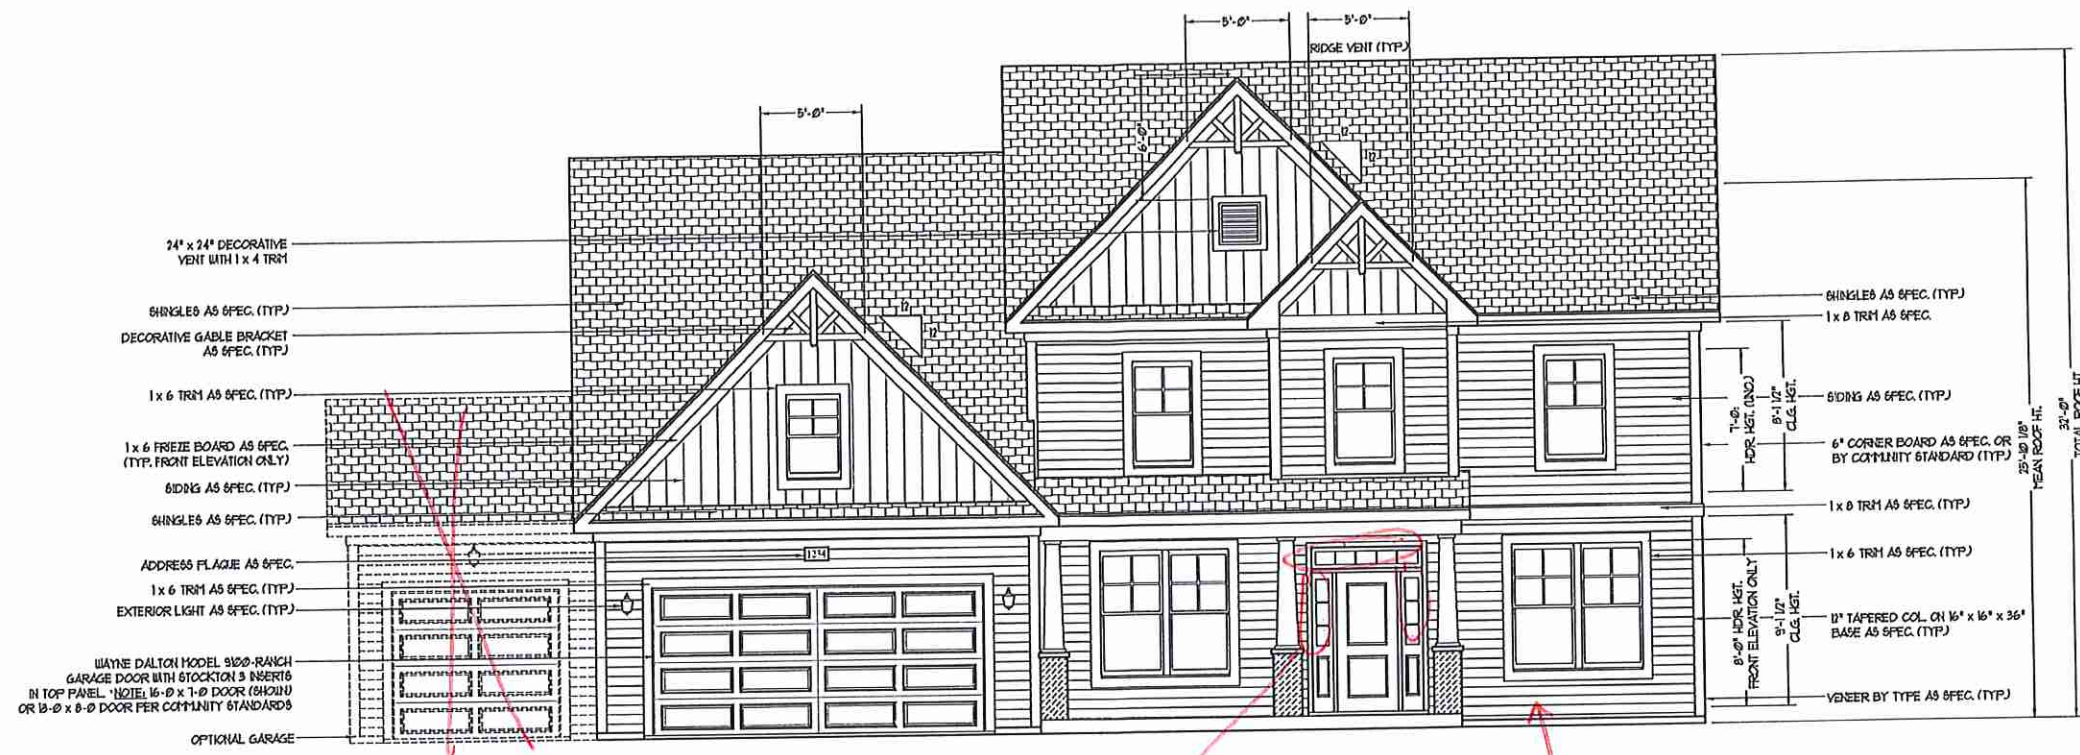 5'-0"
5'-0"
RIDGE VENT (TYP.)
5'-0"
6'-0"
12
12
12
12
24" x 24" DECORATIVE
VENT WITH 1 x 4 TRIM
SHINGLES AS SPEC. (TYP.)
DECORATIVE GABLE BRACKET
AS SPEC. (TYP.)
1 x 6 TRIM AS SPEC. (TYP.)
1 x 6 FRIEZE BOARD AS SPEC.
(TYP. FRONT ELEVATION ONLY)
SIDING AS SPEC. (TYP.)
SHINGLES AS SPEC. (TYP.)
ADDRESS PLAQUE AS SPEC.
1 x 6 TRIM AS SPEC. (TYP.)
EXTERIOR LIGHT AS SPEC. (TYP.)
WAYNE DALTON MODEL 9100-RANCH
GARAGE DOOR WITH STOCKTON 3 INSERTS
IN TOP PANEL. *NOTE: 16-0 x 7-0 DOOR (SHOWN)
OR 18-0 x 8-0 DOOR PER COMMUNITY STANDARDS
OPTIONAL GARAGE
1234
SHINGLES AS SPEC. (TYP.)
1 x 8 TRIM AS SPEC.
SIDING AS SPEC. (TYP.)
6" CORNER BOARD AS SPEC. OR
BY COMMUNITY STANDARD (TYP.)
1 x 8 TRIM AS SPEC. (TYP.)
1 x 6 TRIM AS SPEC. (TYP.)
12" TAPERED COL. ON 16" x 16" x 36"
BASE AS SPEC. (TYP.)
VENEER BY TYPE AS SPEC. (TYP.)
7'-0"
HDR. HGT. (UNO)
8'-1 1/2"
CLG. HGT.
8'-0" HDR. HGT.
FRONT ELEVATION ONLY
9'-1 1/2"
CLG. HGT.
25'-10 1/8"
MEAN ROOF HT.
32'-0"
TOTAL ROOF HT.